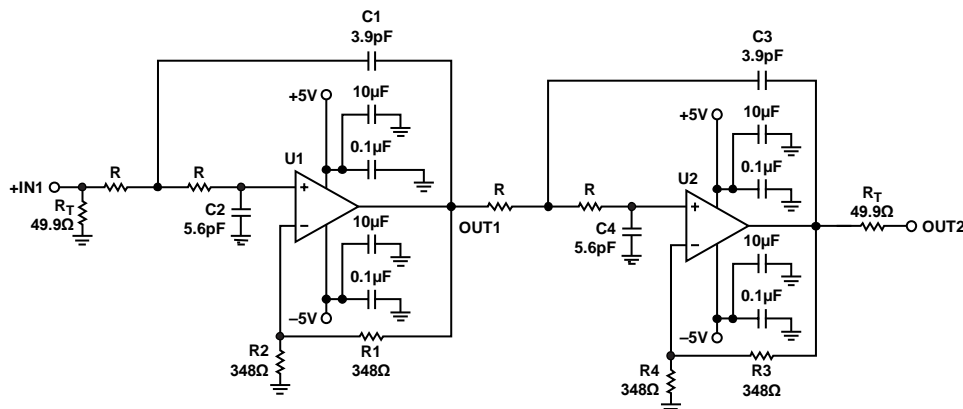 C1
3.9pF
C3
3.9pF
+5V
10µF
0.1µF
U1
+5V
10µF
0.1µF
U2
+IN1
R
R
+
–
R
R
+
–
RT
49.9Ω
C2
5.6pF
OUT1
C4
5.6pF
RT
49.9Ω
OUT2
10µF
0.1µF
–5V
10µF
0.1µF
–5V
R2
348Ω
R1
348Ω
R4
348Ω
R3
348Ω